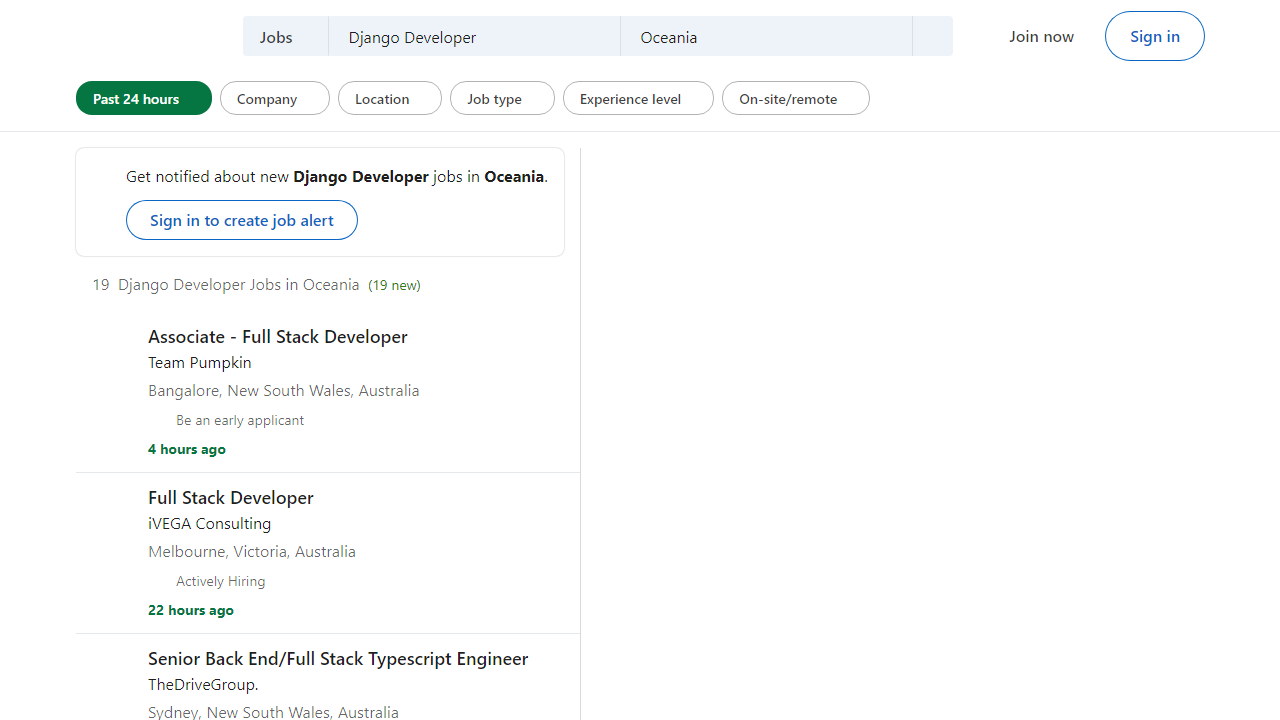 Jobs
Django Developer
Oceania
Join now
Sign in
Past 24 hours
Company
Location
Job type
Experience level
On-site/remote
Get notified about new Django Developer jobs in Oceania.
Sign in to create job alert
19 Django Developer Jobs in Oceania (19 new)
Associate - Full Stack Developer
Team Pumpkin
Bangalore, New South Wales, Australia
Be an early applicant
4 hours ago
Full Stack Developer
iVEGA Consulting
Melbourne, Victoria, Australia
Actively Hiring
22 hours ago
Senior Back End/Full Stack Typescript Engineer
TheDriveGroup.
Sydney, New South Wales, Australia